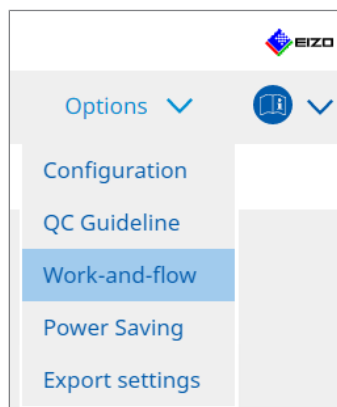 EIZO
Options
Configuration
QC Guideline
Work-and-flow
Power Saving
Export settings